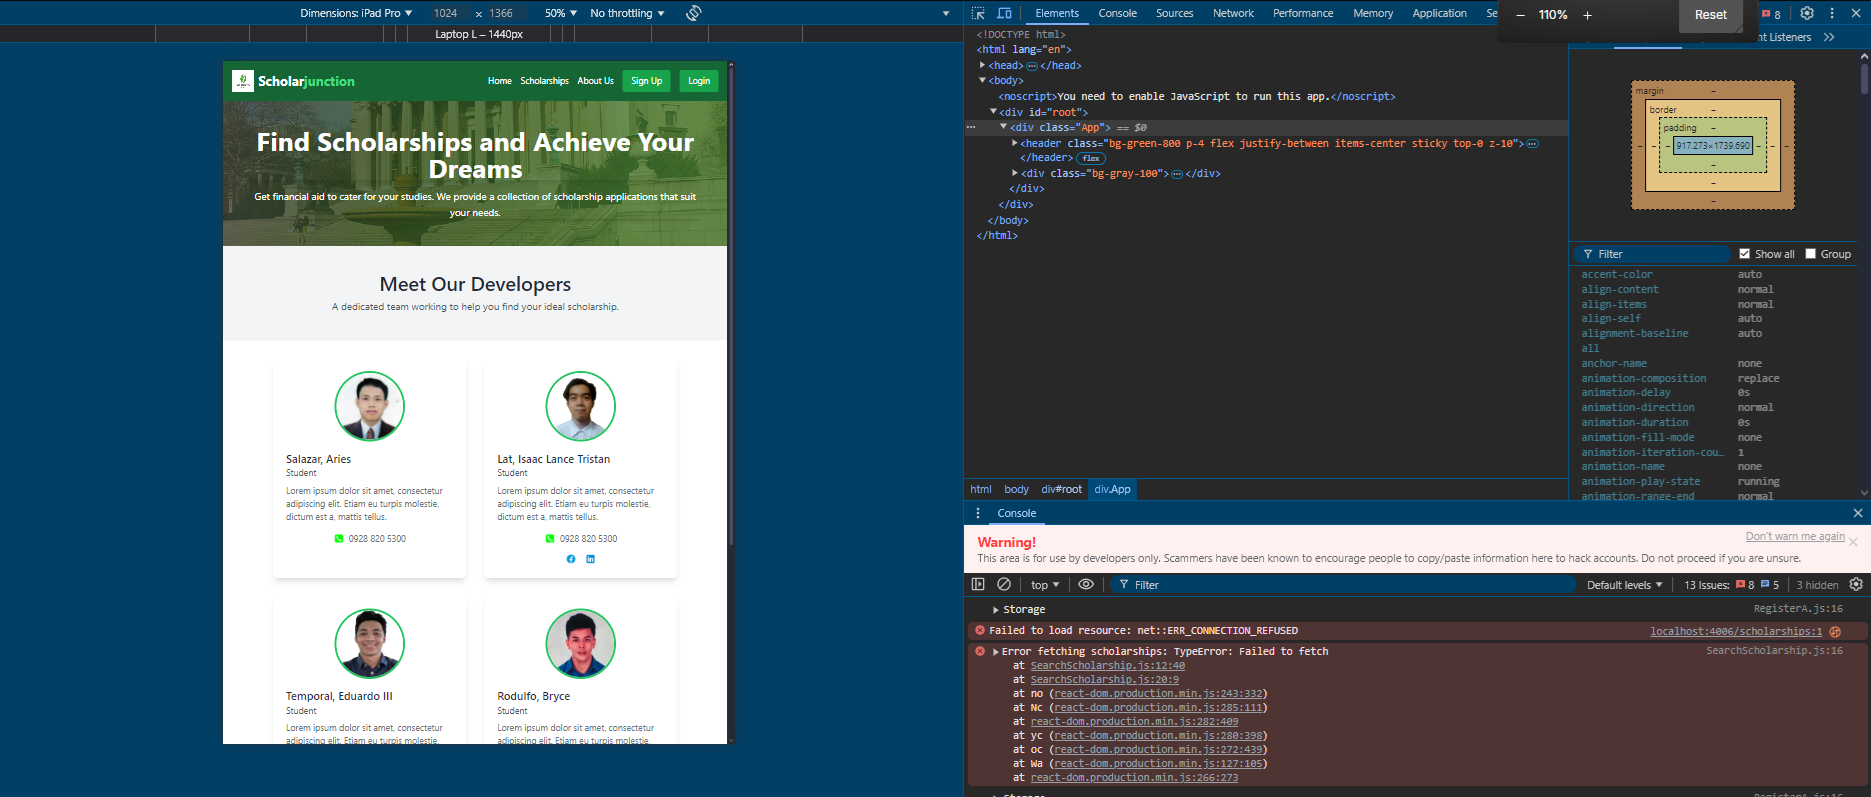 Dimensions: iPad Pro 1024 x 1366 50% No throttling
Laptop L – 1440px
Scholarjunction
Home Scholarships About Us Sign Up Login
Find Scholarships and Achieve Your
Dreams
Get financial aid to cater for your studies. We provide a collection of scholarship applications that suit
your needs.
Meet Our Developers
A dedicated team working to help you find your ideal scholarship.
Salazar, Aries
Student
Lorem ipsum dolor sit amet, consectetur
adipiscing elit. Etiam eu turpis molestie,
dictum est a, mattis tellus.
0928 820 5300
Lat, Isaac Lance Tristan
Student
Lorem ipsum dolor sit amet, consectetur
adipiscing elit. Etiam eu turpis molestie,
dictum est a, mattis tellus.
0928 820 5300
Temporal, Eduardo III
Student
Lorem ipsum dolor sit amet, consectetur
adipiscing elit. Etiam eu turpis molestie,
Rodulfo, Bryce
Student
Lorem ipsum dolor sit amet, consectetur
adipiscing elit. Etiam eu turpis molestie,
Elements Console Sources Network Performance Memory Application Se
− 110% + Reset
8
<!DOCTYPE html>
<html lang="en">
<head>⋯</head>
<body>
<noscript>You need to enable JavaScript to run this app.</noscript>
<div id="root">
⋯ <div class="App"> == $0
<header class="bg-green-800 p-4 flex justify-between items-center sticky top-0 z-10">⋯
</header> flex
<div class="bg-gray-100">⋯</div>
</div>
</div>
</body>
</html>
html body div#root div.App
nt Listeners
margin –
border –
padding –
– – – 917.273×1739.690 – – –
–
–
–
Filter Show all Group
accent-color auto
align-content normal
align-items normal
align-self auto
alignment-baseline auto
all
anchor-name none
animation-composition replace
animation-delay 0s
animation-direction normal
animation-duration 0s
animation-fill-mode none
animation-iteration-cou… 1
animation-name none
animation-play-state running
animation-range-end normal
Console
Warning!
Don't warn me again
This area is for use by developers only. Scammers have been known to encourage people to copy/paste information here to hack accounts. Do not proceed if you are unsure.
top Filter Default levels 13 Issues: 8 5 3 hidden
Storage RegisterA.js:16
Failed to load resource: net::ERR_CONNECTION_REFUSED localhost:4006/scholarships:1
Error fetching scholarships: TypeError: Failed to fetch SearchScholarship.js:16
at SearchScholarship.js:12:40
at SearchScholarship.js:20:9
at no (react-dom.production.min.js:243:332)
at Nc (react-dom.production.min.js:285:111)
at react-dom.production.min.js:282:409
at yc (react-dom.production.min.js:280:398)
at oc (react-dom.production.min.js:272:439)
at Wa (react-dom.production.min.js:127:105)
at react-dom.production.min.js:266:273
Storage RegisterA.js:16